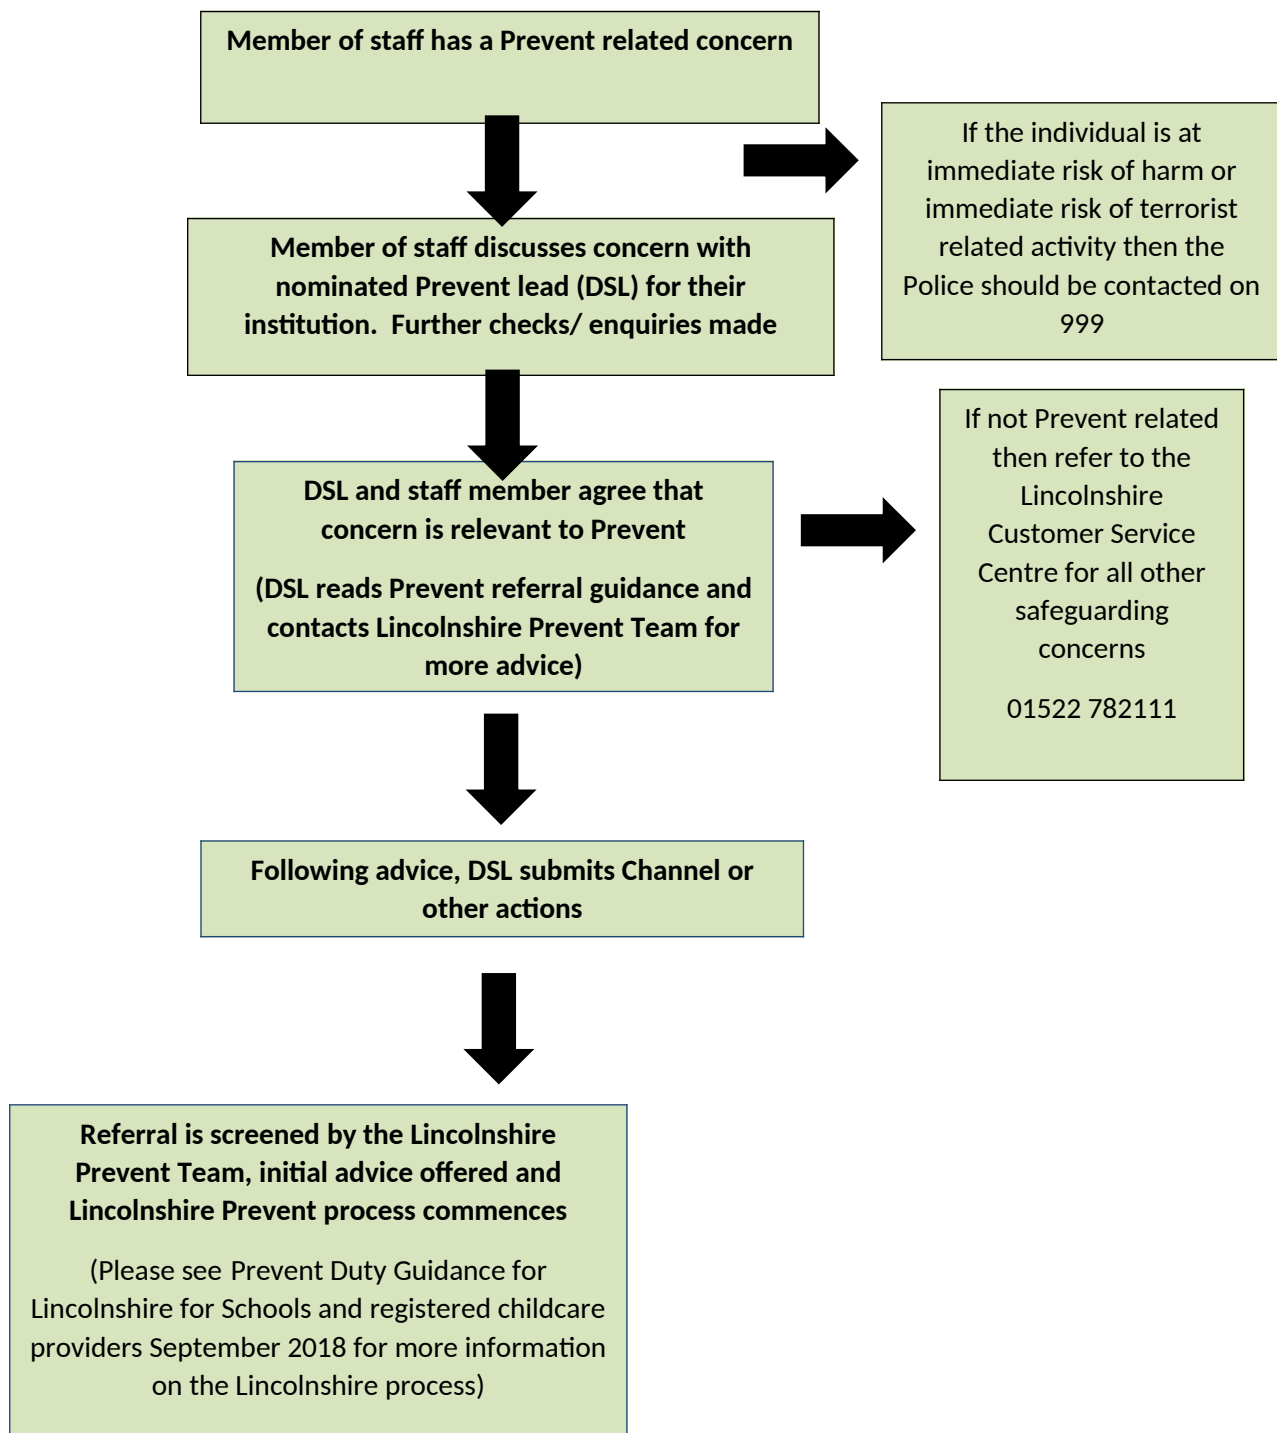 Member of staff has a Prevent related concern
If the individual is at
immediate risk of harm or
immediate risk of terrorist
related activity then the
Police should be contacted on
999
Member of staff discusses concern with
nominated Prevent lead (DSL) for their
institution. Further checks/ enquiries made
If not Prevent related
then refer to the
Lincolnshire
Customer Service
Centre for all other
safeguarding
concerns
01522 782111
DSL and staff member agree that
concern is relevant to Prevent
(DSL reads Prevent referral guidance and
contacts Lincolnshire Prevent Team for
more advice)
Following advice, DSL submits Channel or
other actions
Referral is screened by the Lincolnshire
Prevent Team, initial advice offered and
Lincolnshire Prevent process commences
(Please see Prevent Duty Guidance for
Lincolnshire for Schools and registered childcare
providers September 2018 for more information
on the Lincolnshire process)